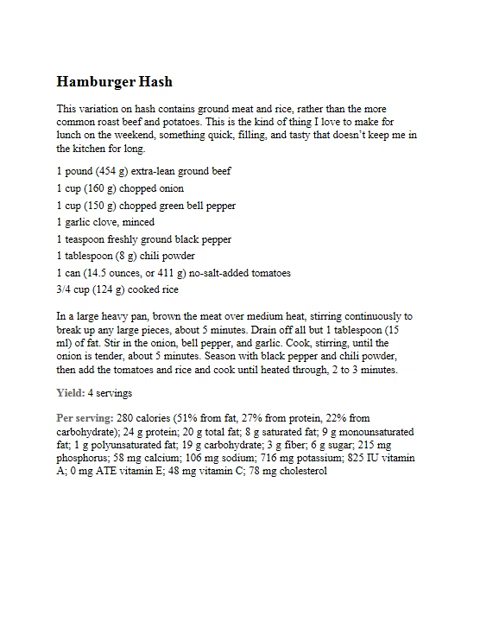 Hamburger Hash
This variation on hash contains ground meat and rice, rather than the more
common roast beef and potatoes. This is the kind of thing I love to make for
lunch on the weekend, something quick, filling, and tasty that doesn’t keep me in
the kitchen for long.
1 pound (454 g) extra-lean ground beef
1 cup (160 g) chopped onion
1 cup (150 g) chopped green bell pepper
1 garlic clove, minced
1 teaspoon freshly ground black pepper
1 tablespoon (8 g) chili powder
1 can (14.5 ounces, or 411 g) no-salt-added tomatoes
3/4 cup (124 g) cooked rice
In a large heavy pan, brown the meat over medium heat, stirring continuously to
break up any large pieces, about 5 minutes. Drain off all but 1 tablespoon (15
ml) of fat. Stir in the onion, bell pepper, and garlic. Cook, stirring, until the
onion is tender, about 5 minutes. Season with black pepper and chili powder,
then add the tomatoes and rice and cook until heated through, 2 to 3 minutes.
Yield: 4 servings
Per serving: 280 calories (51% from fat, 27% from protein, 22% from
carbohydrate); 24 g protein; 20 g total fat; 8 g saturated fat; 9 g monounsaturated
fat; 1 g polyunsaturated fat; 19 g carbohydrate; 3 g fiber; 6 g sugar; 215 mg
phosphorus; 58 mg calcium; 106 mg sodium; 716 mg potassium; 825 IU vitamin
A; 0 mg ATE vitamin E; 48 mg vitamin C; 78 mg cholesterol